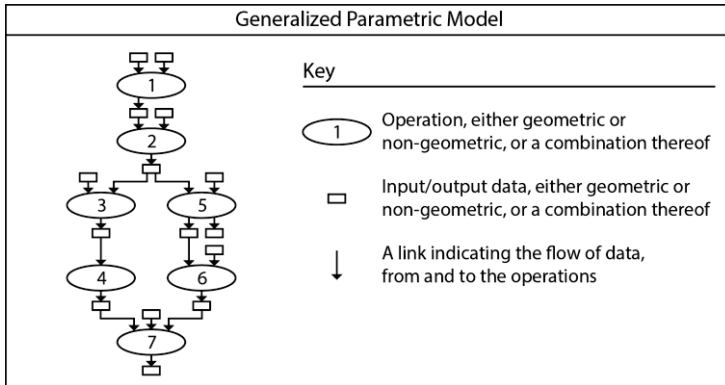 Generalized Parametric Model
1
2
3
5
4
6
7
Key
1
Operation, either geometric or
non-geometric, or a combination thereof
Input/output data, either geometric or
non-geometric, or a combination thereof
A link indicating the flow of data,
from and to the operations